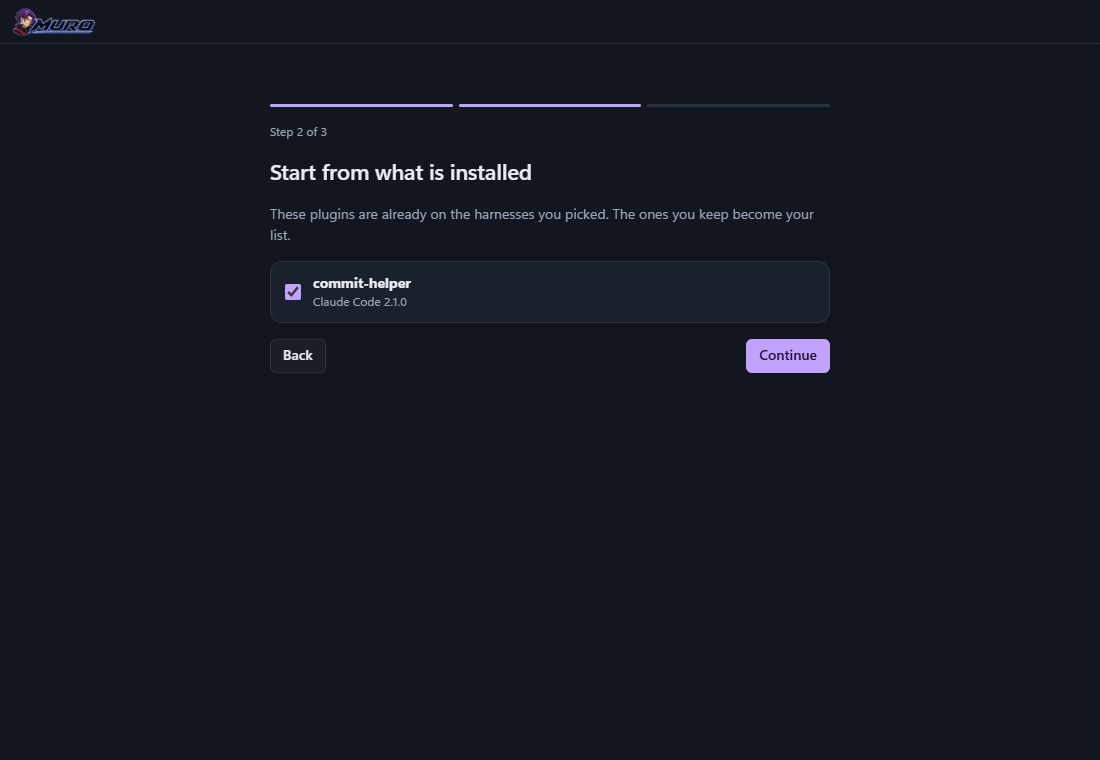 MURO
Step 2 of 3
Start from what is installed
These plugins are already on the harnesses you picked. The ones you keep become your
list.
commit-helper
Claude Code 2.1.0
Back
Continue